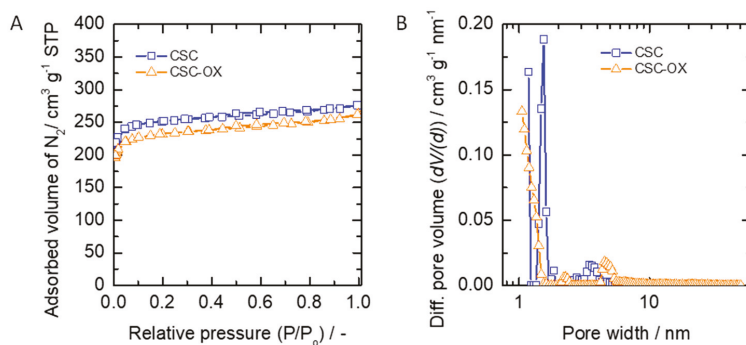 A
Adsorbed volume of N₂/ cm³ g⁻¹ STP
400
350
300
250
200
150
100
50
0
CSC
CSC-OX
0.0 0.2 0.4 0.6 0.8 1.0
Relative pressure (P/P₀) / -
B
Diff. pore volume (dV/(d)) / cm³ g⁻¹ nm⁻¹
0.20
0.15
0.10
0.05
0.00
CSC
CSC-OX
1 10
Pore width / nm